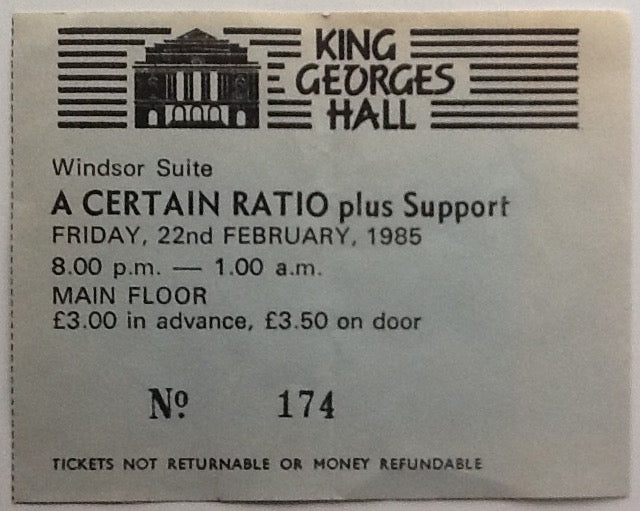 KING
GEORGES
HALL
Windsor Suite
A CERTAIN RATIO plus Support
FRIDAY, 22nd FEBRUARY, 1985
8.00 p.m. — 1.00 a.m.
MAIN FLOOR
£3.00 in advance, £3.50 on door
Nº 174
TICKETS NOT RETURNABLE OR MONEY REFUNDABLE